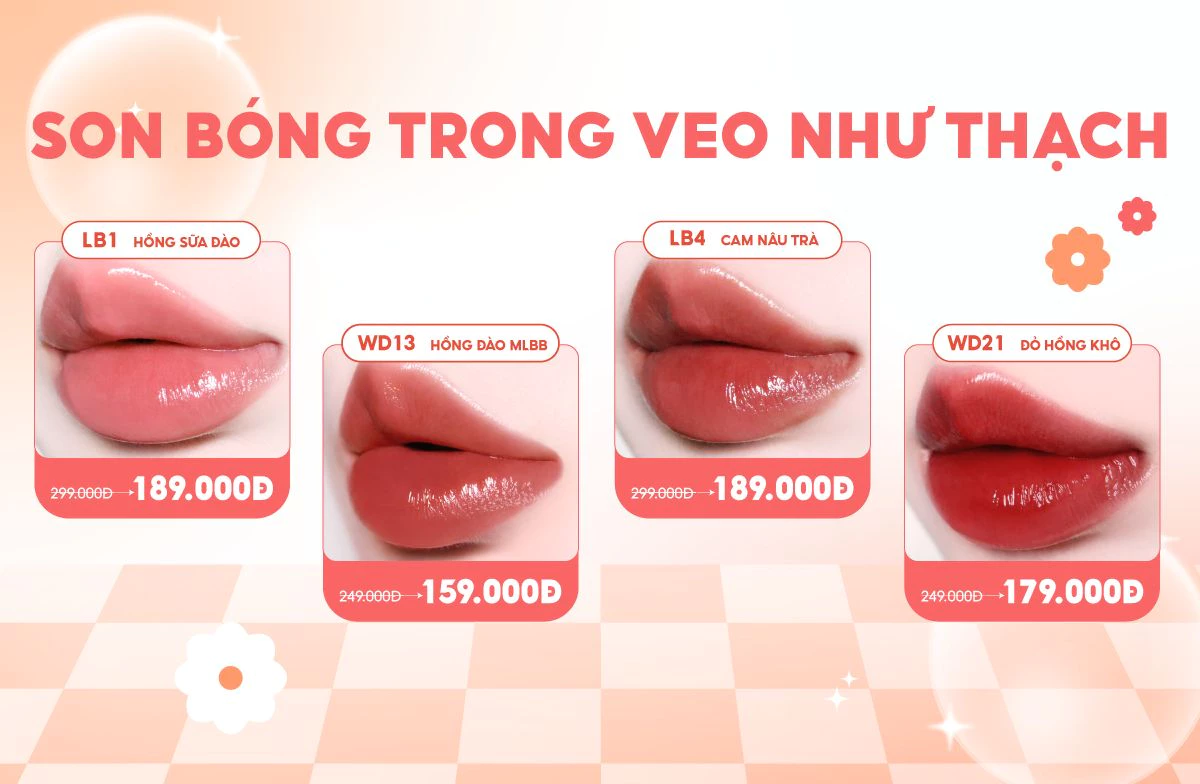 SON BÓNG TRONG VEO NHƯ THẠCH
LB1 HỒNG SỮA ĐÀO
299.000Đ → 189.000Đ
WD13 HỒNG ĐÀO MLBB
249.000Đ → 159.000Đ
LB4 CAM NÂU TRÀ
299.000Đ → 189.000Đ
WD21 ĐỎ HỒNG KHÔ
249.000Đ → 179.000Đ